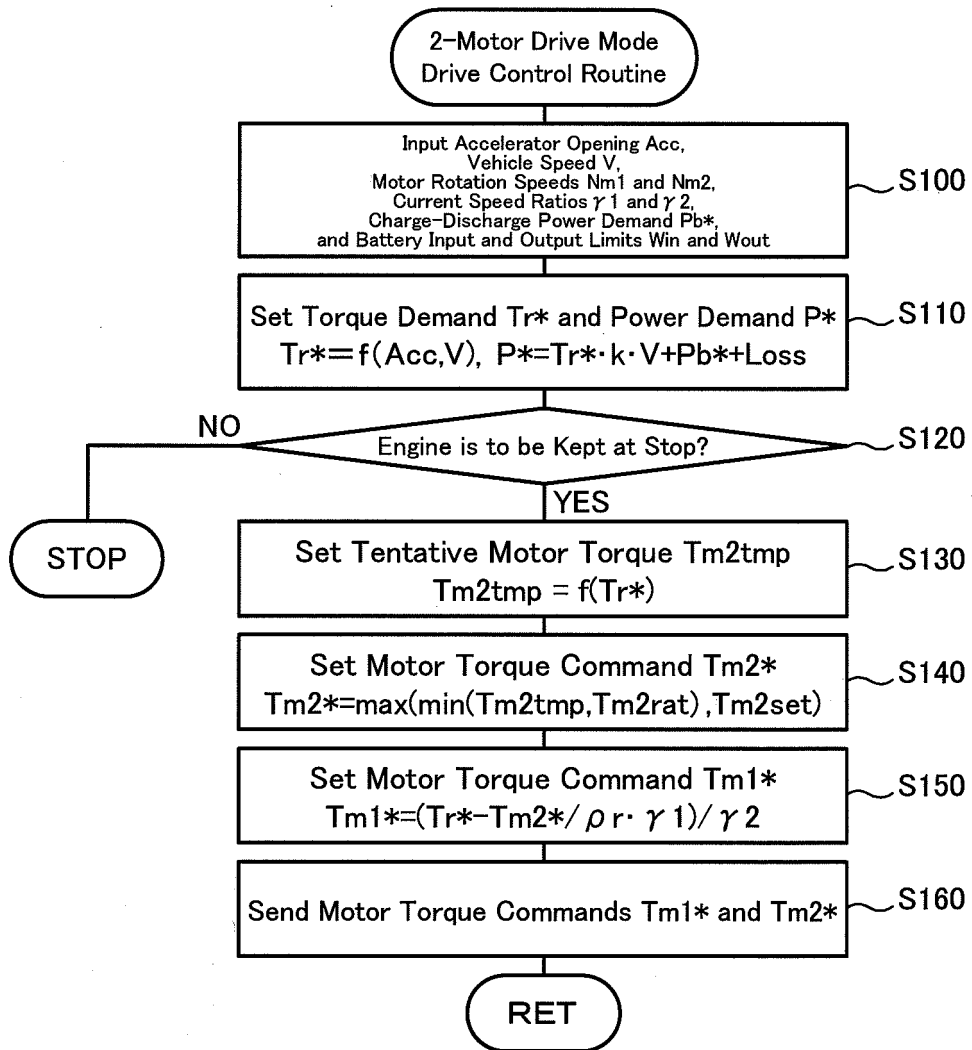 2-Motor Drive Mode
Drive Control Routine
Input Accelerator Opening Acc,
Vehicle Speed V,
Motor Rotation Speeds Nm1 and Nm2,
Current Speed Ratios γ1 and γ2,
Charge-Discharge Power Demand Pb*,
and Battery Input and Output Limits Win and Wout
S100
Set Torque Demand Tr* and Power Demand P*
Tr*=f(Acc,V), P*=Tr*·k·V+Pb*+Loss
S110
NO
Engine is to be Kept at Stop?
S120
YES
STOP
Set Tentative Motor Torque Tm2tmp
Tm2tmp = f(Tr*)
S130
Set Motor Torque Command Tm2*
Tm2*=max(min(Tm2tmp,Tm2rat),Tm2set)
S140
Set Motor Torque Command Tm1*
Tm1*=(Tr*-Tm2*/ρr·γ1)/γ2
S150
Send Motor Torque Commands Tm1* and Tm2*
S160
RET